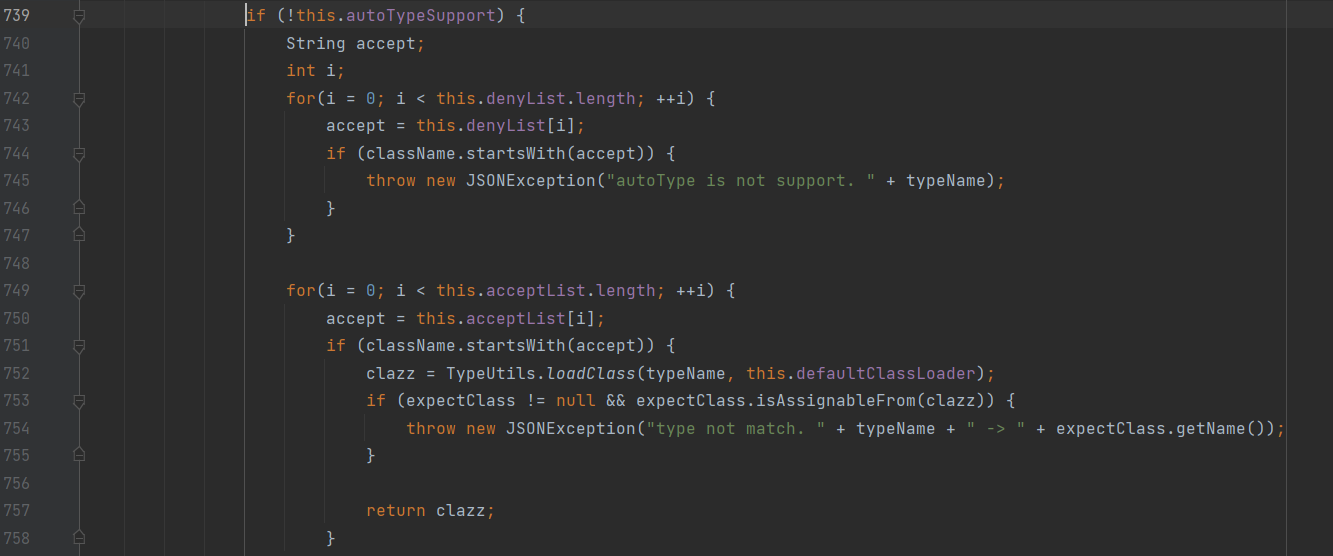 739 if (!this.autoTypeSupport) {
740 String accept;
741 int i;
742 for(i = 0; i < this.denyList.length; ++i) {
743 accept = this.denyList[i];
744 if (className.startsWith(accept)) {
745 throw new JSONException("autoType is not support. " + typeName);
746 }
747 }
748
749 for(i = 0; i < this.acceptList.length; ++i) {
750 accept = this.acceptList[i];
751 if (className.startsWith(accept)) {
752 clazz = TypeUtils.loadClass(typeName, this.defaultClassLoader);
753 if (expectClass != null && expectClass.isAssignableFrom(clazz)) {
754 throw new JSONException("type not match. " + typeName + " -> " + expectClass.getName());
755 }
756
757 return clazz;
758 }